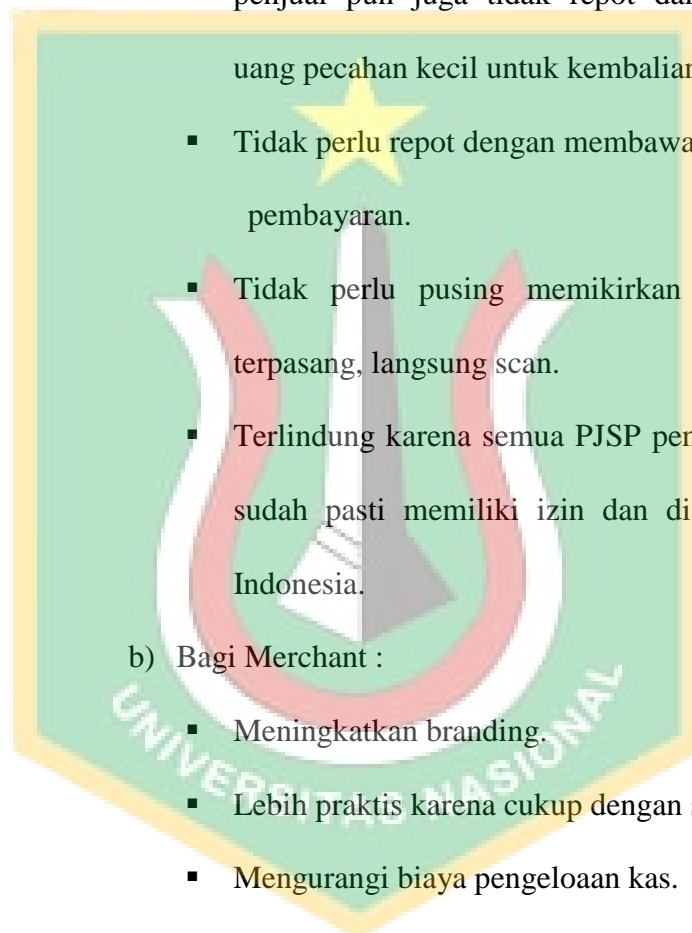 penjual pun juga tidak repot dan
uang pecahan kecil untuk kembalian
▪ Tidak perlu repot dengan membawa
pembayaran.
▪ Tidak perlu pusing memikirkan
terpasang, langsung scan.
▪ Terlindung karena semua PJSP pen
sudah pasti memiliki izin dan di
Indonesia.
b) Bagi Merchant :
▪ Meningkatkan branding.
▪ Lebih praktis karena cukup dengan s
▪ Mengurangi biaya pengeloaan kas.
UNIVERSITAS NASIONAL